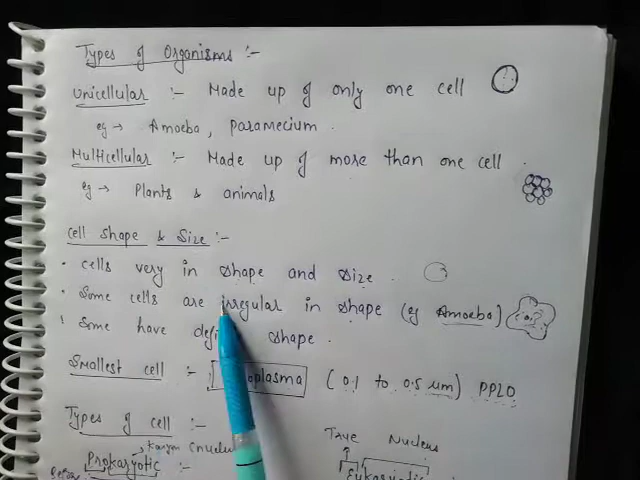 Types of Organisms :-
Unicellular :- Made up of only one cell
eg → Amoeba, Paramecium.
Multicellular :- Made up of more than one cell.
eg → Plants & animals
Cell Shape & Size :-
• Cells very in shape and size.
• Some cells are irregular in shape (eg Amoeba)
! Some have shape.
Smallest cell :- (0.1 to 0.5 µm) PPLO
Types of cell :-
True Nucleus
Karyon
Prokaryotic :-